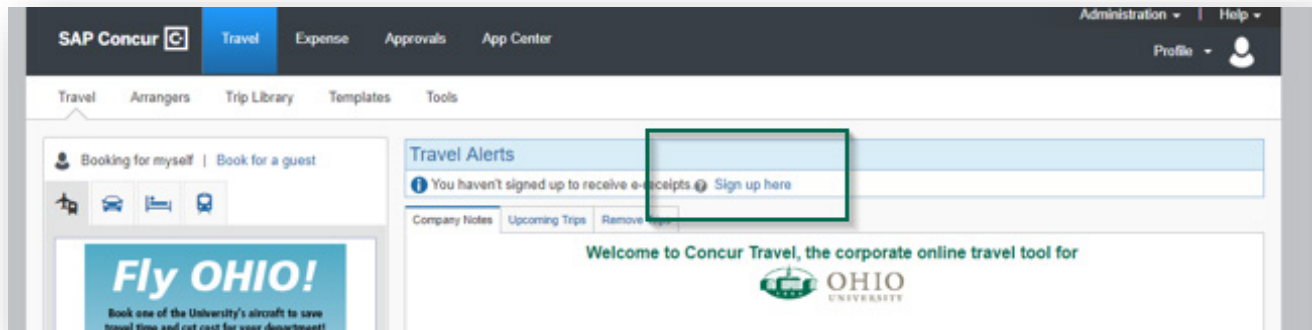 Administration | Help
SAP Concur C Travel Expense Approvals App Center
Profile
Travel Arrangers Trip Library Templates Tools
Booking for myself | Book for a guest
Travel Alerts
You haven't signed up to receive e-receipts ? Sign up here
Company Notes Upcoming Trips Remove
Welcome to Concur Travel, the corporate online travel tool for
OHIO
UNIVERSITY
Fly OHIO!
Book one of the University's aircraft to save
travel time and cut cost for your department!